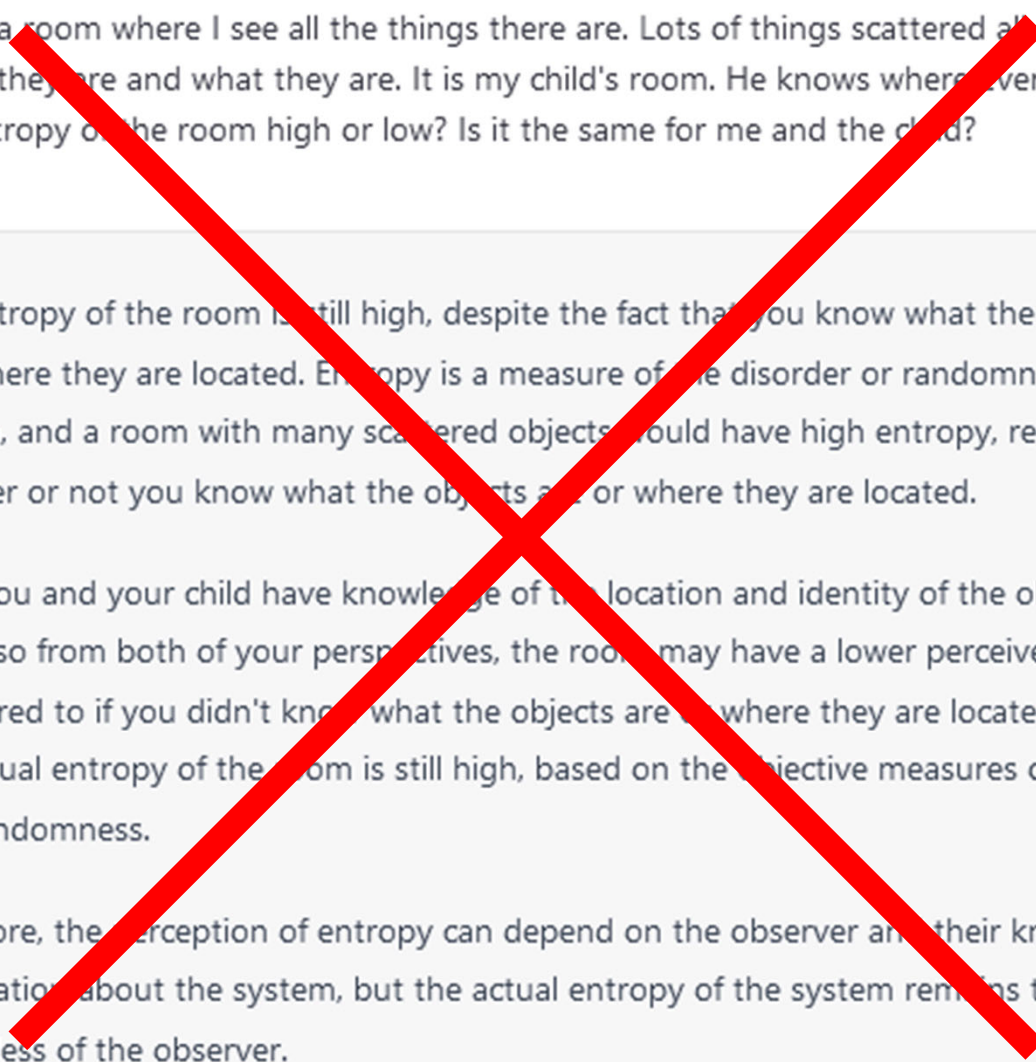 a room where I see all the things there are. Lots of things scattered
they are and what they are. It is my child's room. He knows where
tropy of the room high or low? Is it the same for me and the child?
tropy of the room is still high, despite the fact that you know what the
ere they are located. Entropy is a measure of the disorder or randomn
, and a room with many scattered objects would have high entropy, re
er or not you know what the objects are or where they are located.
ou and your child have knowledge of the location and identity of the o
so from both of your perspectives, the room may have a lower perceive
red to if you didn't know what the objects are or where they are locate
ual entropy of the room is still high, based on the objective measures o
ndomness.
ore, the perception of entropy can depend on the observer and their kn
ation about the system, but the actual entropy of the system remains t
ess of the observer.